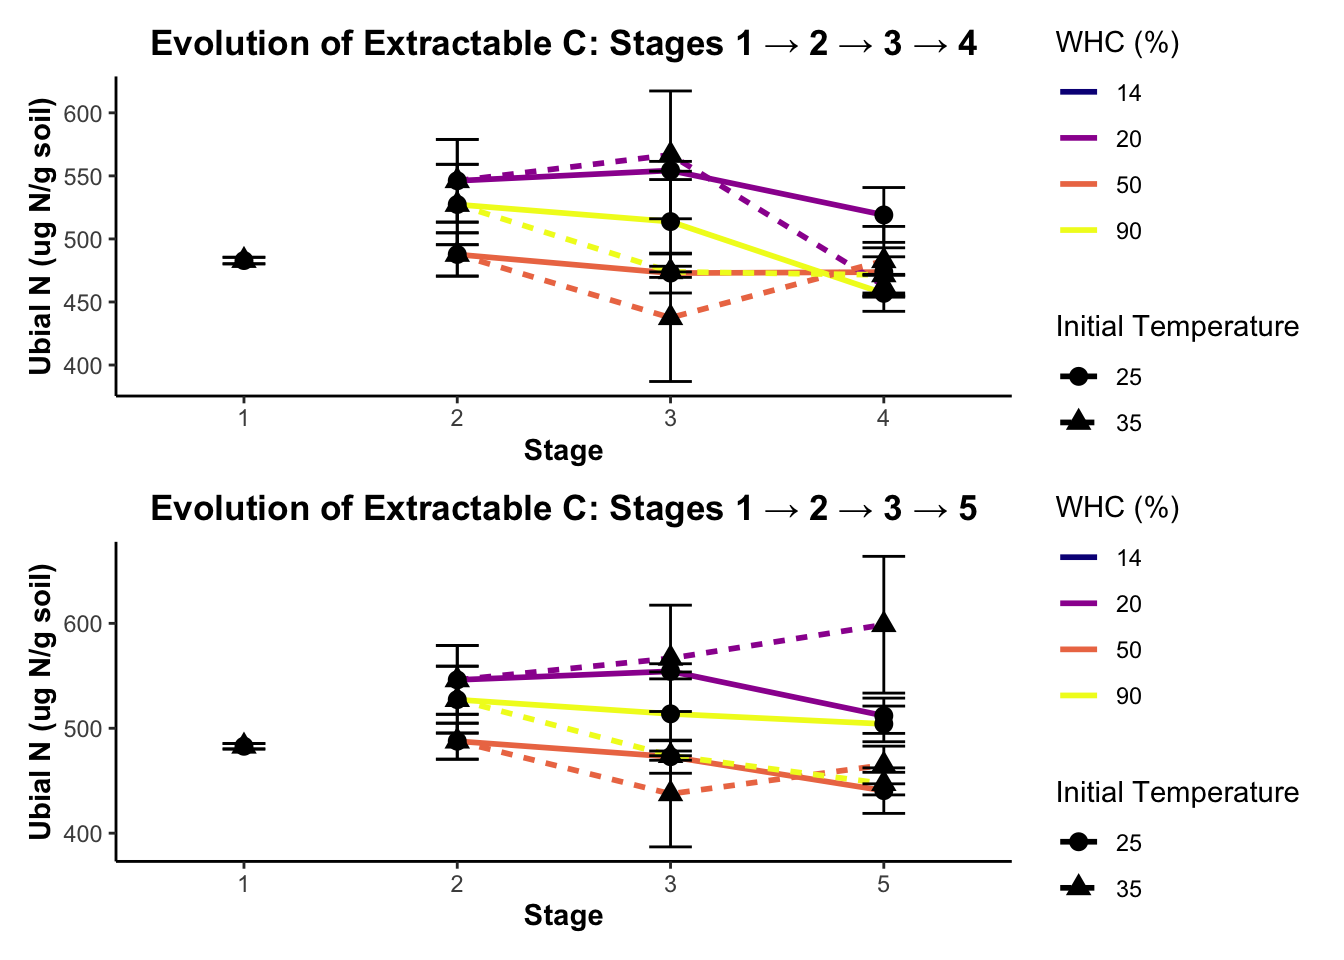 Evolution of Extractable C: Stages 1 → 2 → 3 → 4
Ubial N (ug N/g soil)
600
550
500
450
400
1 2 3 4
Stage
WHC (%)
14
20
50
90
Initial Temperature
25
35
Evolution of Extractable C: Stages 1 → 2 → 3 → 5
Ubial N (ug N/g soil)
600
500
400
1 2 3 5
Stage
WHC (%)
14
20
50
90
Initial Temperature
25
35